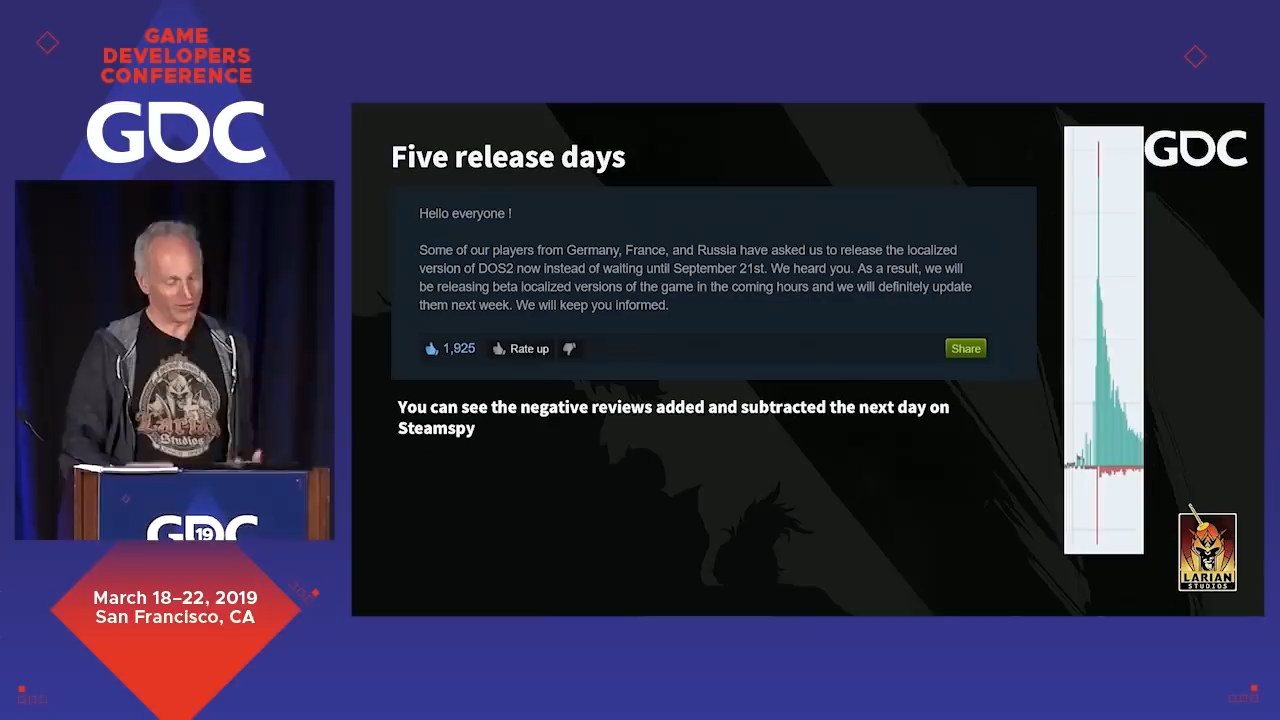 GAME
DEVELOPERS
CONFERENCE
GDC
Five release days
GDC
Hello everyone !
Some of our players from Germany, France, and Russia have asked us to release the localized
version of DOS2 now instead of waiting until September 21st. We heard you. As a result, we will
be releasing beta localized versions of the game in the coming hours and we will definitely update
them next week. We will keep you informed.
1,925
Rate up
Share
You can see the negative reviews added and subtracted the next day on
Steamspy
Larian
Studios
GDC
19
LARIAN
STUDIOS
March 18–22, 2019
San Francisco, CA